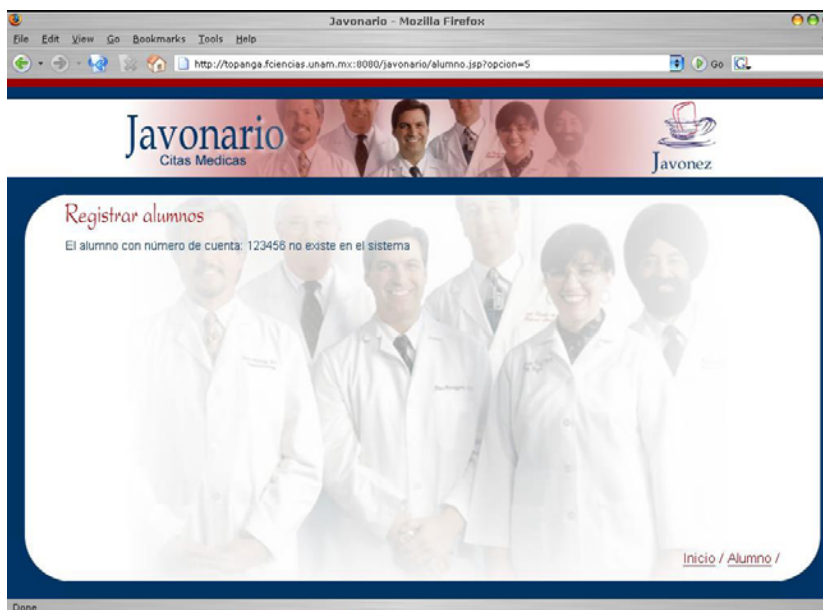 Javonario - Mozilla Firefox
File Edit View Go Bookmarks Tools Help
http://topanga.fciencias.unam.mx:8080/javonario/alumno.jsp?opcion=5 Go
Javonario
Citas Medicas
Javonez
Registrar alumnos
El alumno con número de cuenta: 123456 no existe en el sistema
Inicio / Alumno /
Done